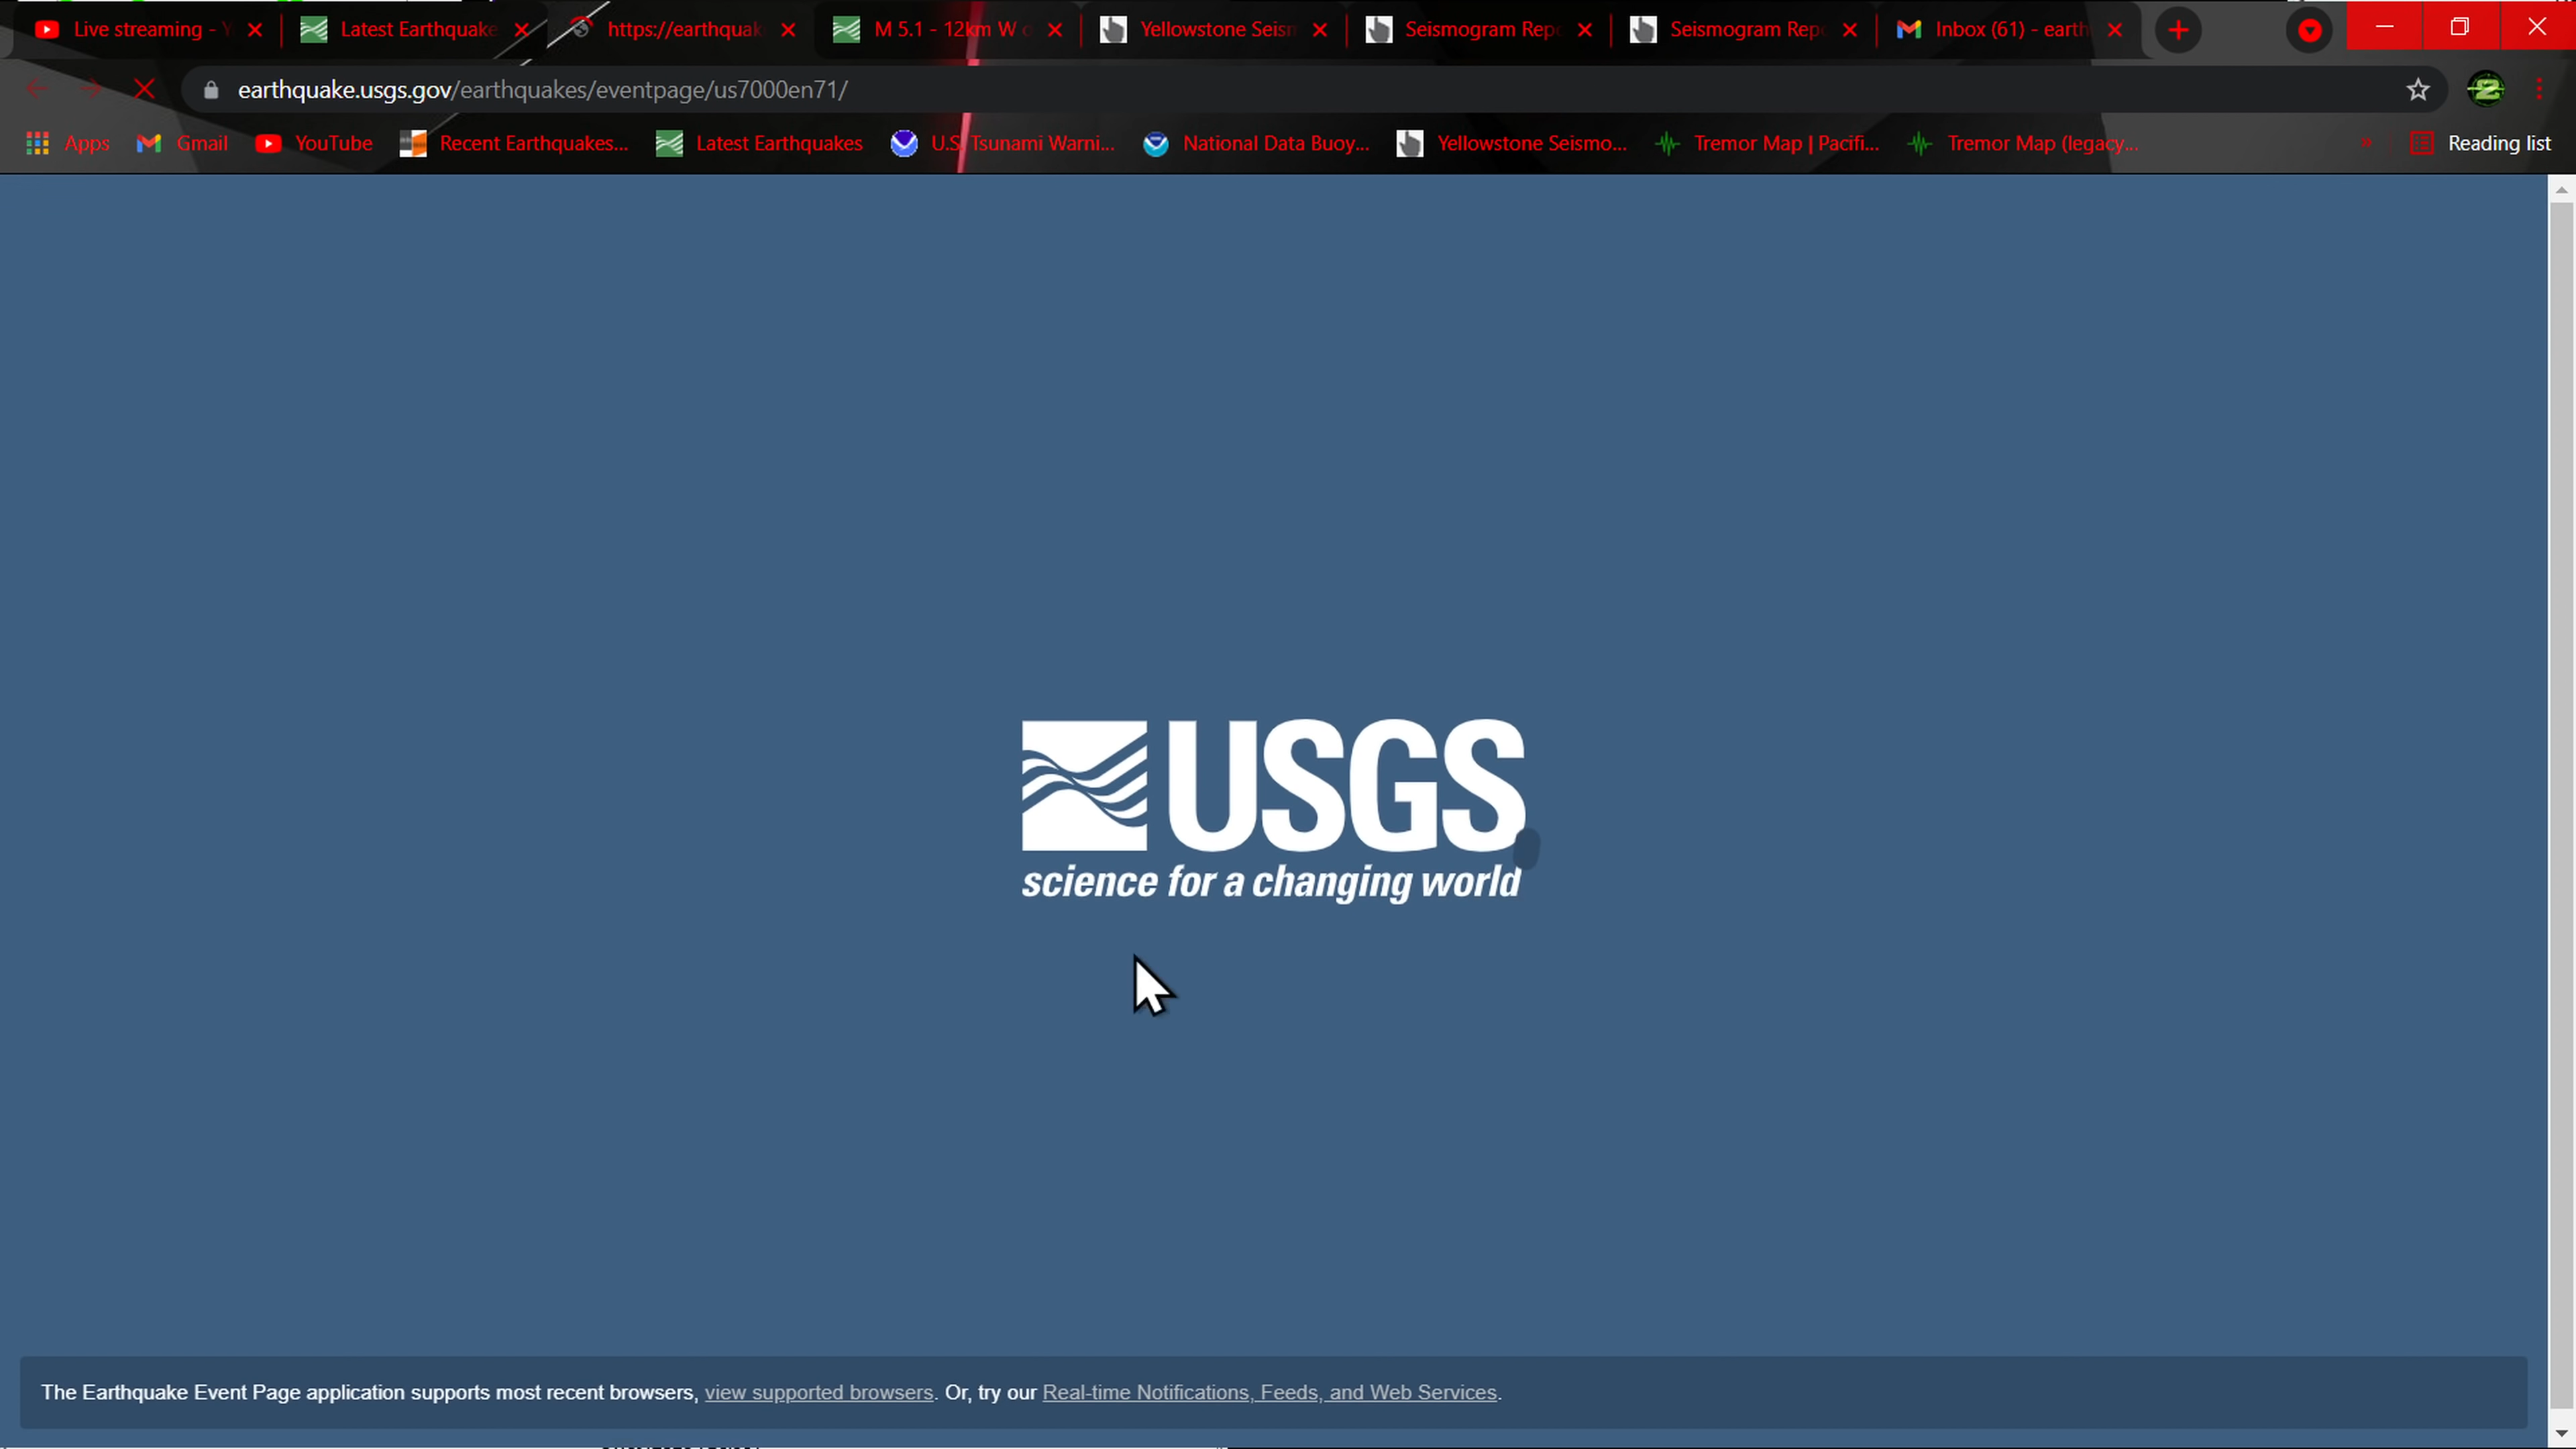 Live streaming - Y
Latest Earthquake
https://earthquak
M 5.1 - 12km W o
Yellowstone Seism
Seismogram Repo
Seismogram Repo
Inbox (61) - earth
earthquake.usgs.gov/earthquakes/eventpage/us7000en71/
Apps
Gmail
YouTube
Recent Earthquakes...
Latest Earthquakes
U.S. Tsunami Warni...
National Data Buoy...
Yellowstone Seismo...
Tremor Map | Pacifi...
Tremor Map (legacy...
»
Reading list
USGS
science for a changing world
The Earthquake Event Page application supports most recent browsers, view supported browsers. Or, try our Real-time Notifications, Feeds, and Web Services.